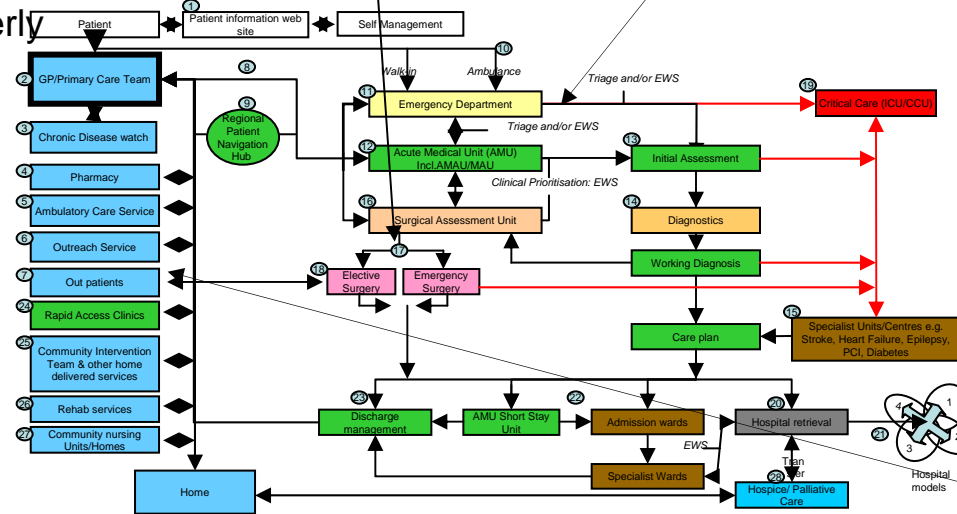 erly
1
Patient
Patient information web
site
Self Management
10
2
GP/Primary Care Team
8
Walk-in
Ambulance
Triage and/or EWS
19
Critical Care (ICU/CCU)
11
Emergency Department
9
Regional
Patient
Navigation
Hub
3
Chronic Disease watch
Triage and/or EWS
12
Acute Medical Unit (AMU)
Incl.AMAU/MAU
13
Initial Assessment
4
Pharmacy
Clinical Prioritisation: EWS
5
Ambulatory Care Service
16
Surgical Assessment Unit
14
Diagnostics
6
Outreach Service
17
Working Diagnosis
7
Out patients
18
Elective
Surgery
Emergency
Surgery
24
Rapid Access Clinics
15
Specialist Units/Centres e.g.
Stroke, Heart Failure, Epilepsy,
PCI, Diabetes
Care plan
25
Community Intervention
Team & other home
delivered services
26
Rehab services
23
Discharge
management
AMU Short Stay
Unit
22
Admission wards
20
Hospital retrieval
21
4
1
3
2
27
Community nursing
Units/Homes
EWS
Specialist Wards
Hospital
models
Home
28
Hospice/ Palliative
Care